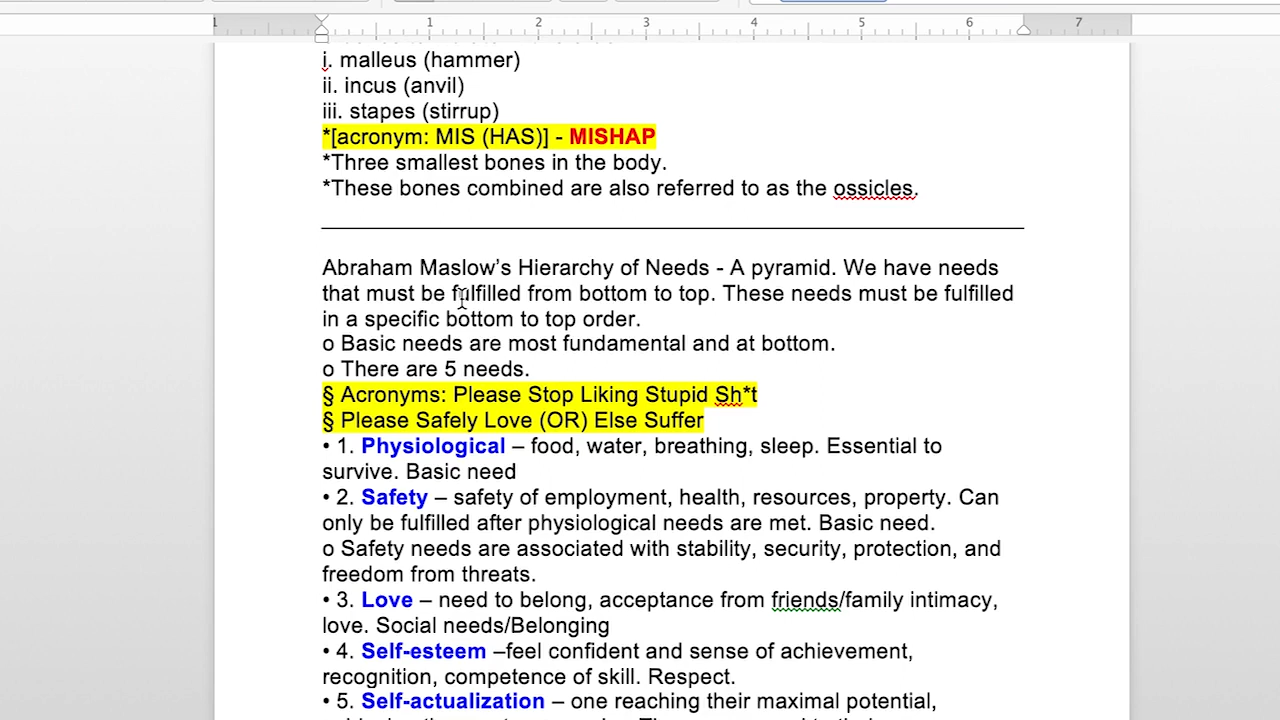 1 1 2 3 4 5 6 7
i. malleus (hammer)
ii. incus (anvil)
iii. stapes (stirrup)
*[acronym: MIS (HAS)] - MISHAP
*Three smallest bones in the body.
*These bones combined are also referred to as the ossicles.
Abraham Maslow’s Hierarchy of Needs - A pyramid. We have needs
that must be fulfilled from bottom to top. These needs must be fulfilled
in a specific bottom to top order.
o Basic needs are most fundamental and at bottom.
o There are 5 needs.
§ Acronyms: Please Stop Liking Stupid Sh*t
§ Please Safely Love (OR) Else Suffer
• 1. Physiological – food, water, breathing, sleep. Essential to
survive. Basic need
• 2. Safety – safety of employment, health, resources, property. Can
only be fulfilled after physiological needs are met. Basic need.
o Safety needs are associated with stability, security, protection, and
freedom from threats.
• 3. Love – need to belong, acceptance from friends/family intimacy,
love. Social needs/Belonging
• 4. Self-esteem –feel confident and sense of achievement,
recognition, competence of skill. Respect.
• 5. Self-actualization – one reaching their maximal potential,